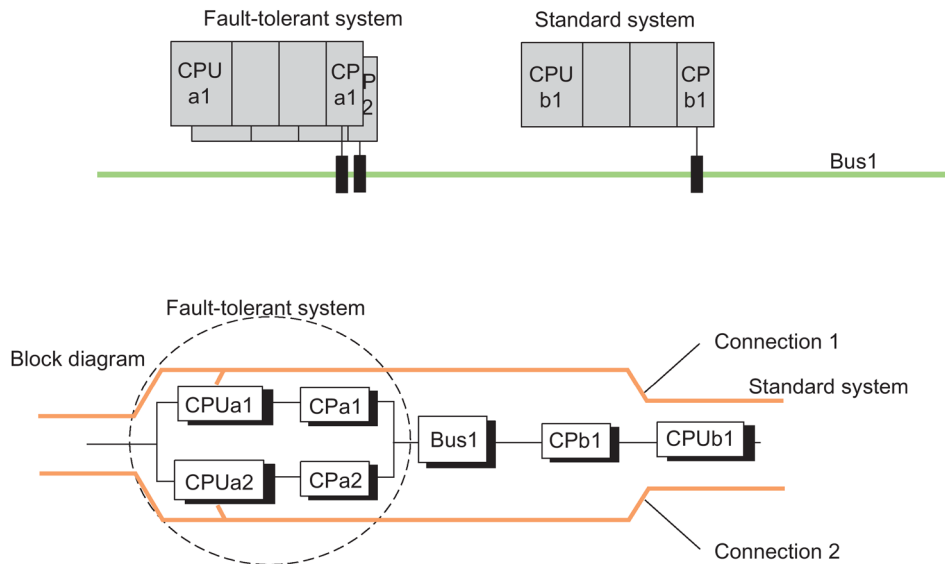 Fault-tolerant system
Standard system
CPU
a1
CP
a1
P
2
CPU
b1
CP
b1
Bus1
Fault-tolerant system
Block diagram
Connection 1
Standard system
CPUa1
CPa1
Bus1
CPb1
CPUb1
CPUa2
CPa2
Connection 2